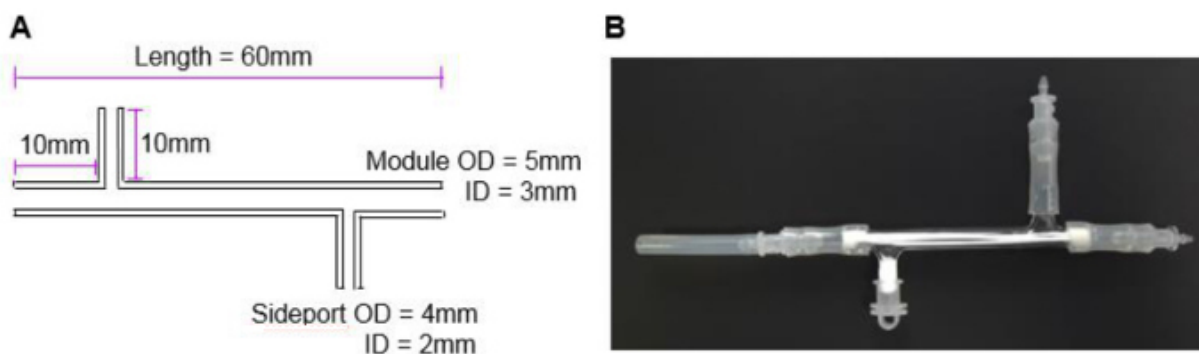 A
Length = 60mm
10mm
10mm
Module OD = 5mm
ID = 3mm
Sideport OD = 4mm
ID = 2mm
B